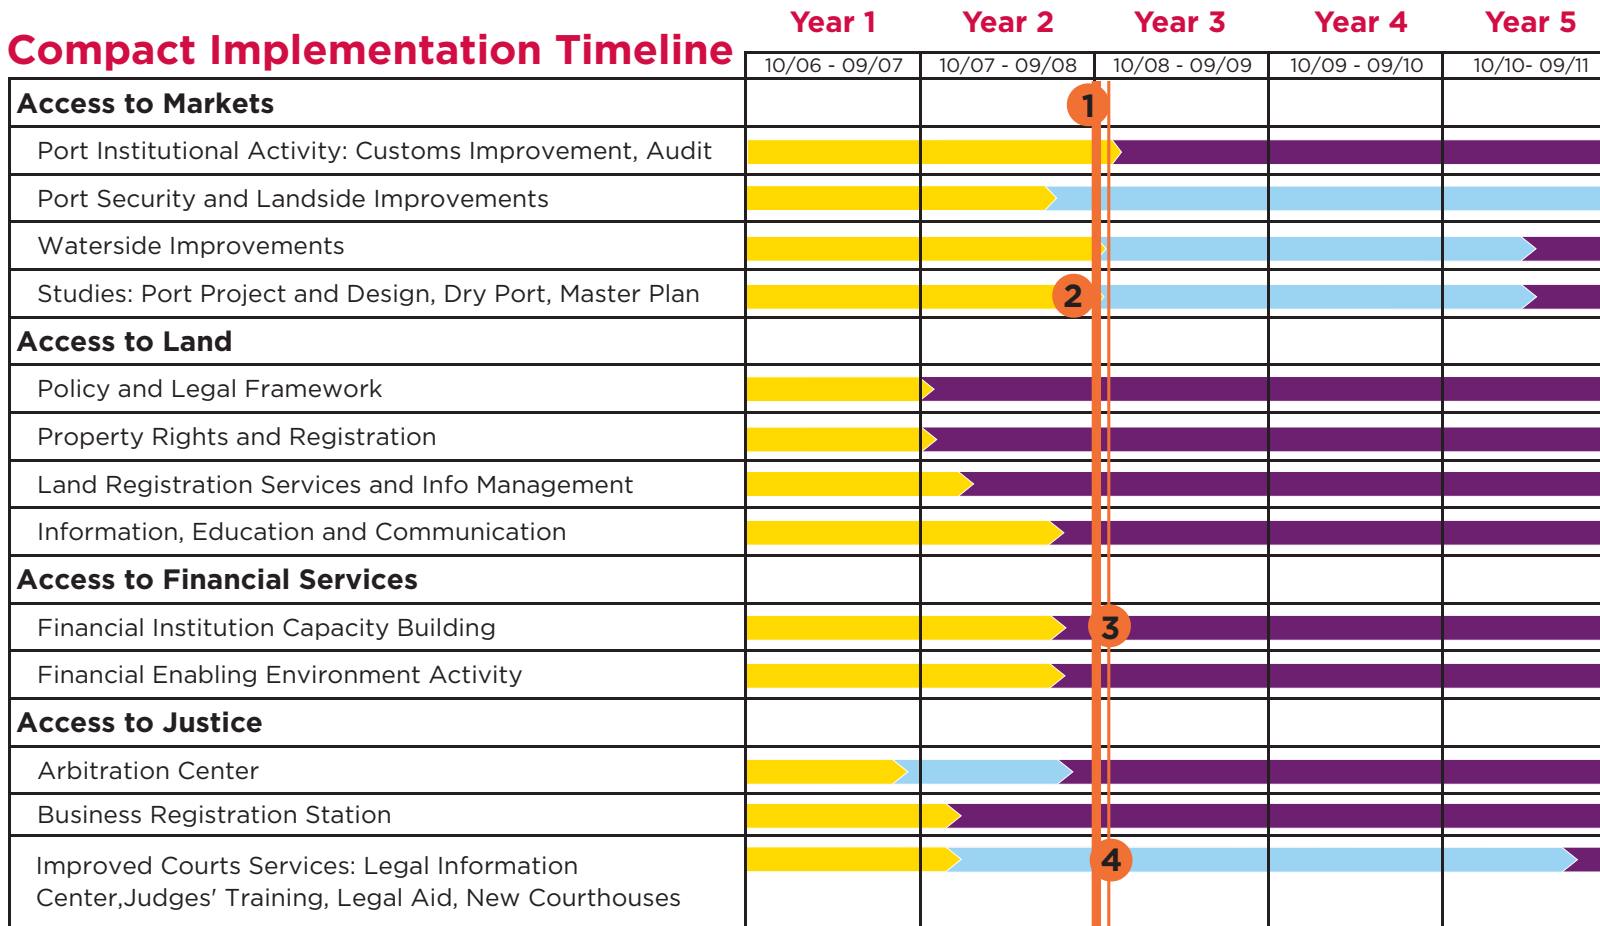 Year 1 Year 2 Year 3 Year 4 Year 5
Compact Implementation Timeline
10/06 - 09/07 10/07 - 09/08 10/08 - 09/09 10/09 - 09/10 10/10- 09/11
Access to Markets
1
Port Institutional Activity: Customs Improvement, Audit
Port Security and Landside Improvements
Waterside Improvements
Studies: Port Project and Design, Dry Port, Master Plan
2
Access to Land
Policy and Legal Framework
Property Rights and Registration
Land Registration Services and Info Management
Information, Education and Communication
Access to Financial Services
Financial Institution Capacity Building
3
Financial Enabling Environment Activity
Access to Justice
Arbitration Center
Business Registration Station
Improved Courts Services: Legal Information
4
Center,Judges' Training, Legal Aid, New Courthouses